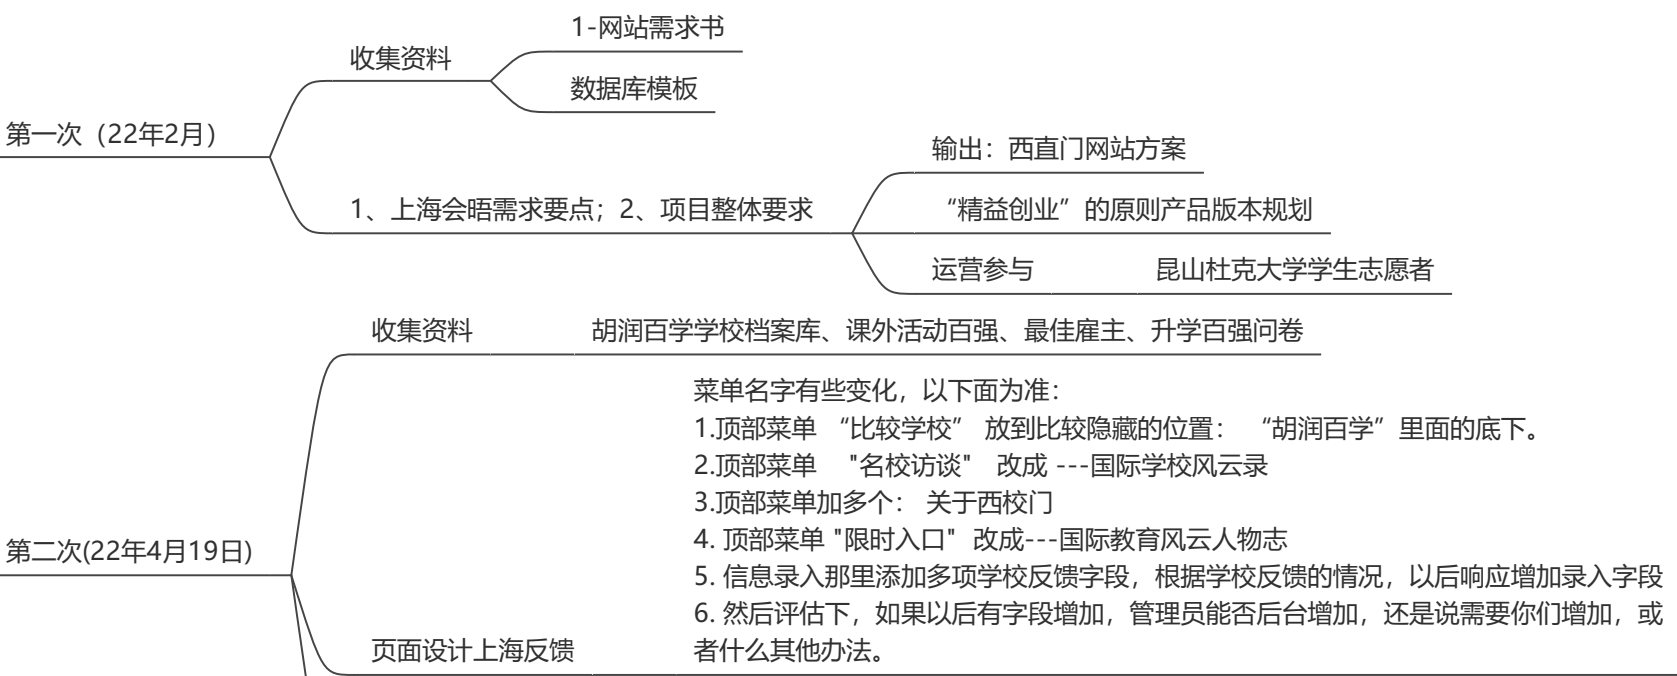 1-网站需求书
收集资料
数据库模板
第一次（22年2月）
输出：西直门网站方案
1、上海会晤需求要点；2、项目整体要求
“精益创业”的原则产品版本规划
运营参与
昆山杜克大学学生志愿者
收集资料
胡润百学学校档案库、课外活动百强、最佳雇主、升学百强问卷
菜单名字有些变化，以下面为准：
1.顶部菜单 “比较学校” 放到比较隐藏的位置： “胡润百学”里面的底下。
2.顶部菜单 "名校访谈" 改成 ---国际学校风云录
3.顶部菜单加多个： 关于西校门
4. 顶部菜单 "限时入口" 改成---国际教育风云人物志
第二次(22年4月19日)
5. 信息录入那里添加多项学校反馈字段，根据学校反馈的情况，以后响应增加录入字段
6. 然后评估下，如果以后有字段增加，管理员能否后台增加，还是说需要你们增加，或
者什么其他办法。
页面设计上海反馈